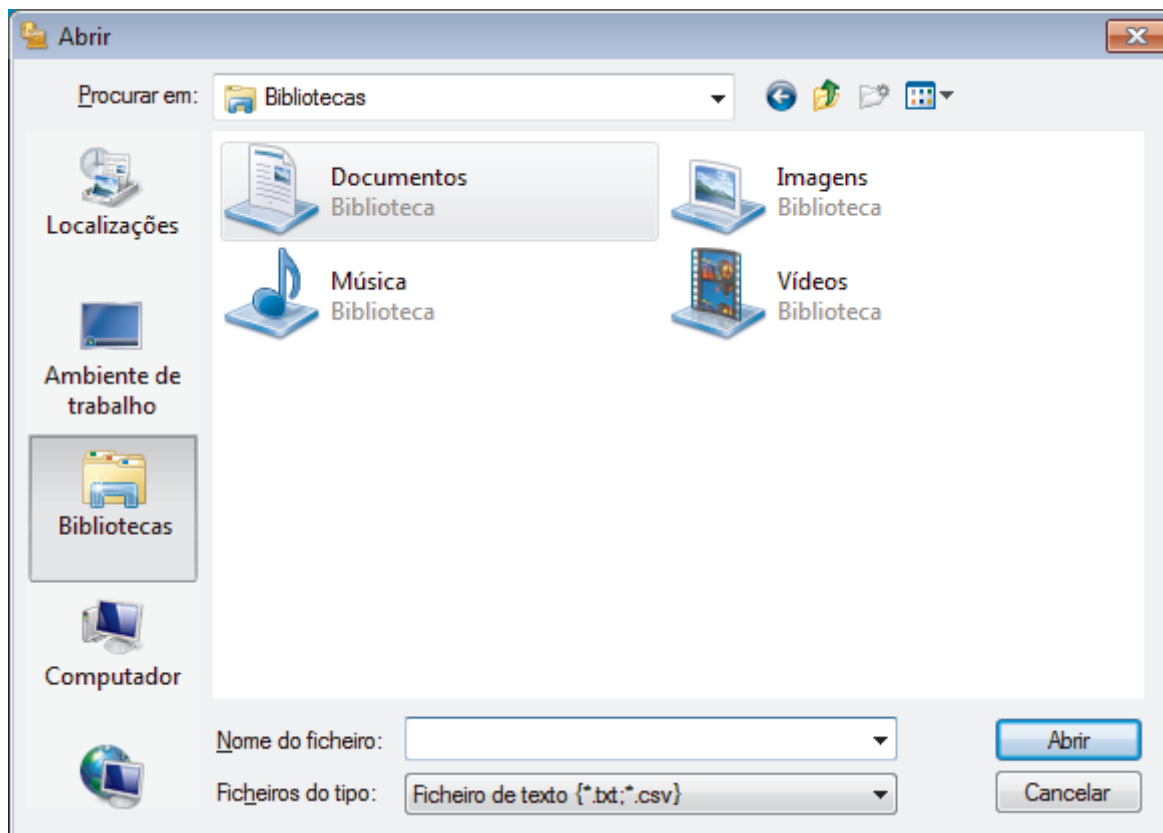 Abrir
Procurar em:
Bibliotecas
Localizações
Ambiente de
trabalho
Bibliotecas
Computador
Documentos
Biblioteca
Imagens
Biblioteca
Música
Biblioteca
Vídeos
Biblioteca
Nome do ficheiro:
Abrir
Ficheiros do tipo:
Ficheiro de texto {*.txt;*.csv}
Cancelar